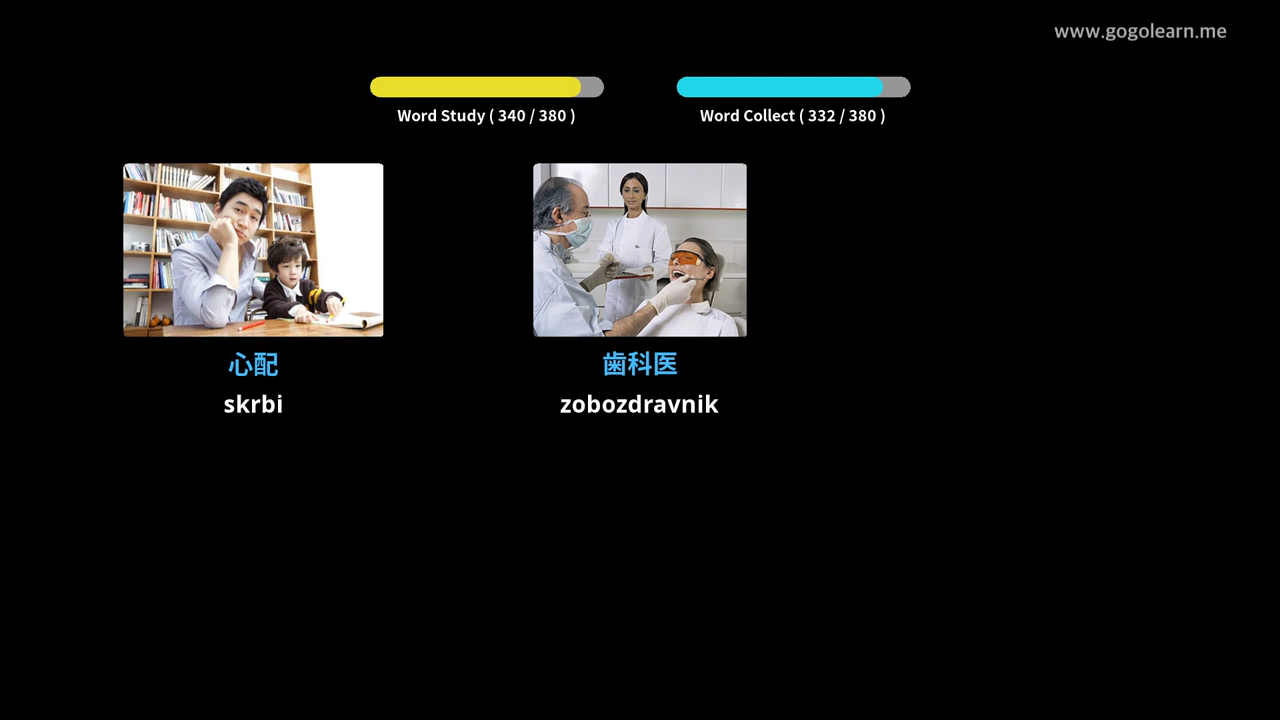 www.gogolearn.me
Word Study ( 340 / 380 )
Word Collect ( 332 / 380 )
心配
skrbi
歯科医
zobozdravnik